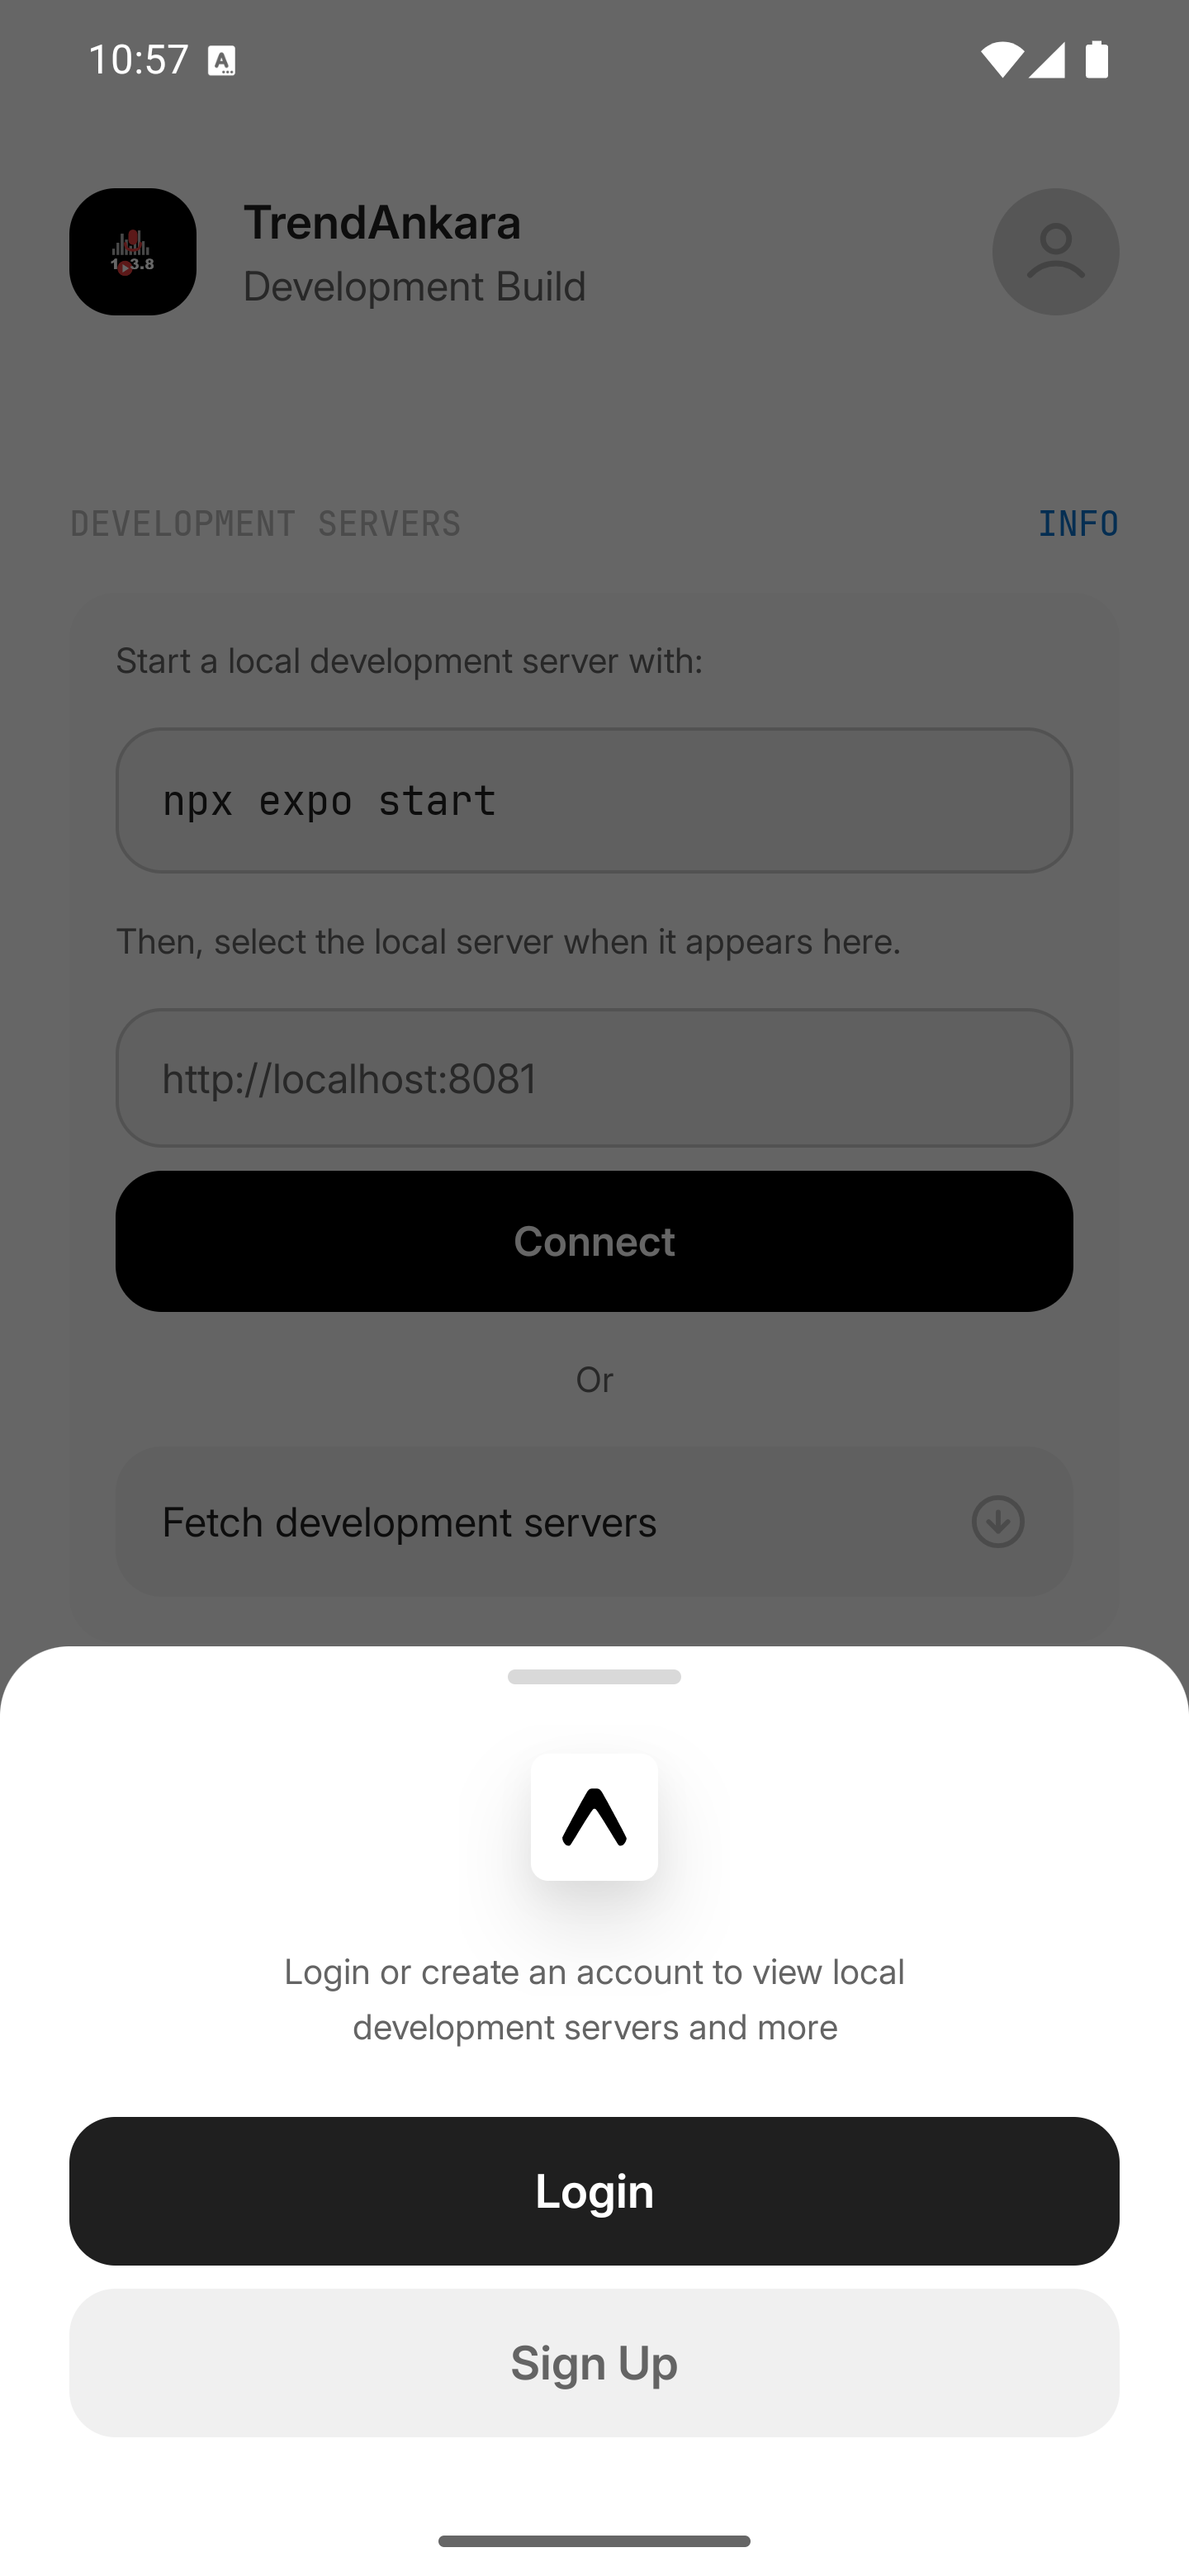 10:57
TrendAnkara
Development Build
DEVELOPMENT SERVERS
INFO
Start a local development server with:
npx expo start
Then, select the local server when it appears here.
http://localhost:8081
Connect
Or
Fetch development servers
Login or create an account to view local
development servers and more
Login
Sign Up